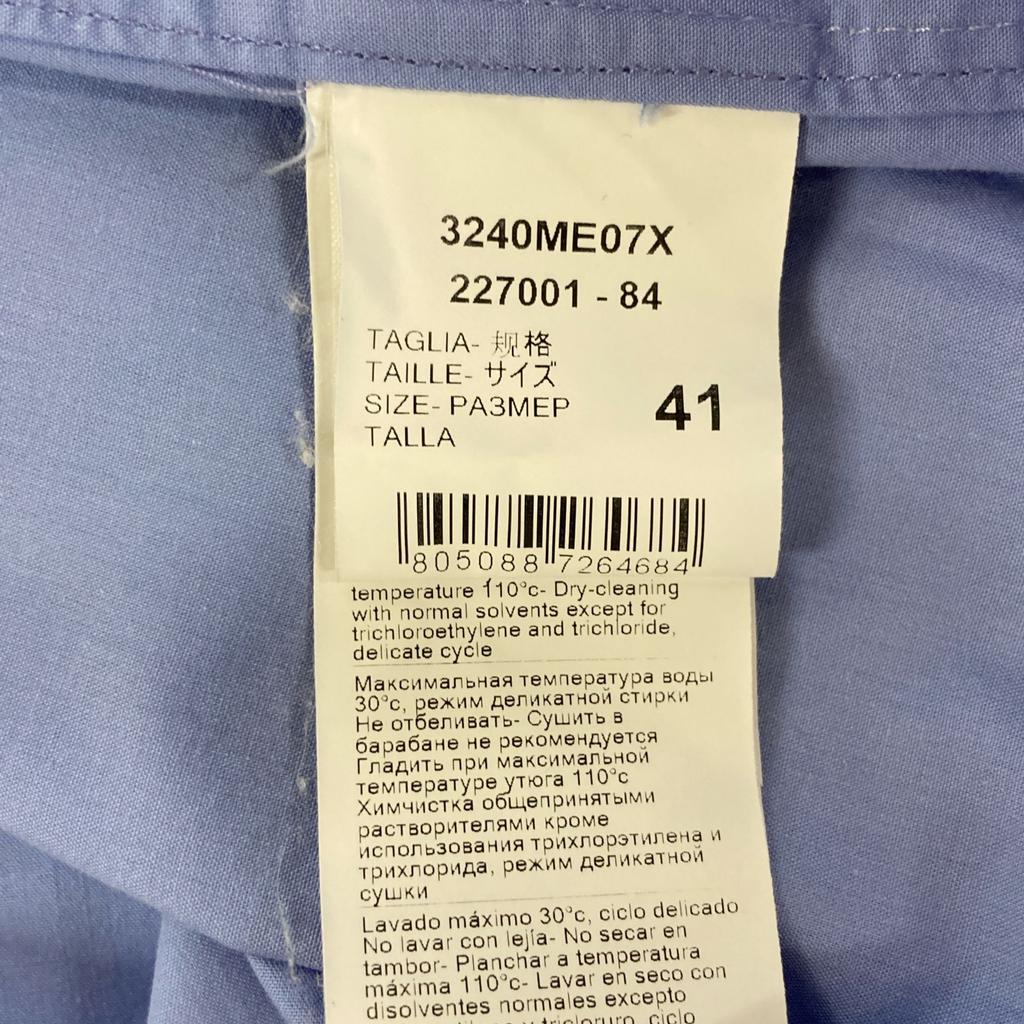 3240ME07X
227001 - 84
TAGLIA- 规格
TAILLE- サイズ
SIZE- РАЗМЕР
TALLA
41
805088 7264684
temperature 110°c- Dry-cleaning
with normal solvents except for
trichloroethylene and trichloride,
delicate cycle
Максимальная температура воды
30°c, режим деликатной стирки
Не отбеливать- Сушить в
барабане не рекомендуется
Гладить при максимальной
температуре утюга 110°c
Химчистка общепринятыми
растворителями кроме
использования трихлорэтилена и
трихлорида, режим деликатной
сушки
Lavado máximo 30°c, ciclo delicado
No lavar con lejía- No secar en
tambor- Planchar a temperatura
máxima 110°c- Lavar en seco con
disolventes normales excepto
y tricloruro, ciclo